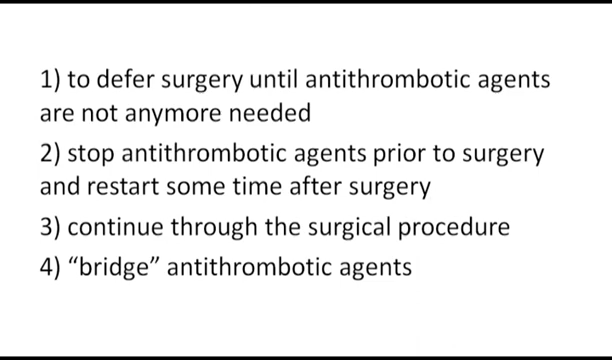 1) to defer surgery until antithrombotic agents
are not anymore needed
2) stop antithrombotic agents prior to surgery
and restart some time after surgery
3) continue through the surgical procedure
4) “bridge” antithrombotic agents